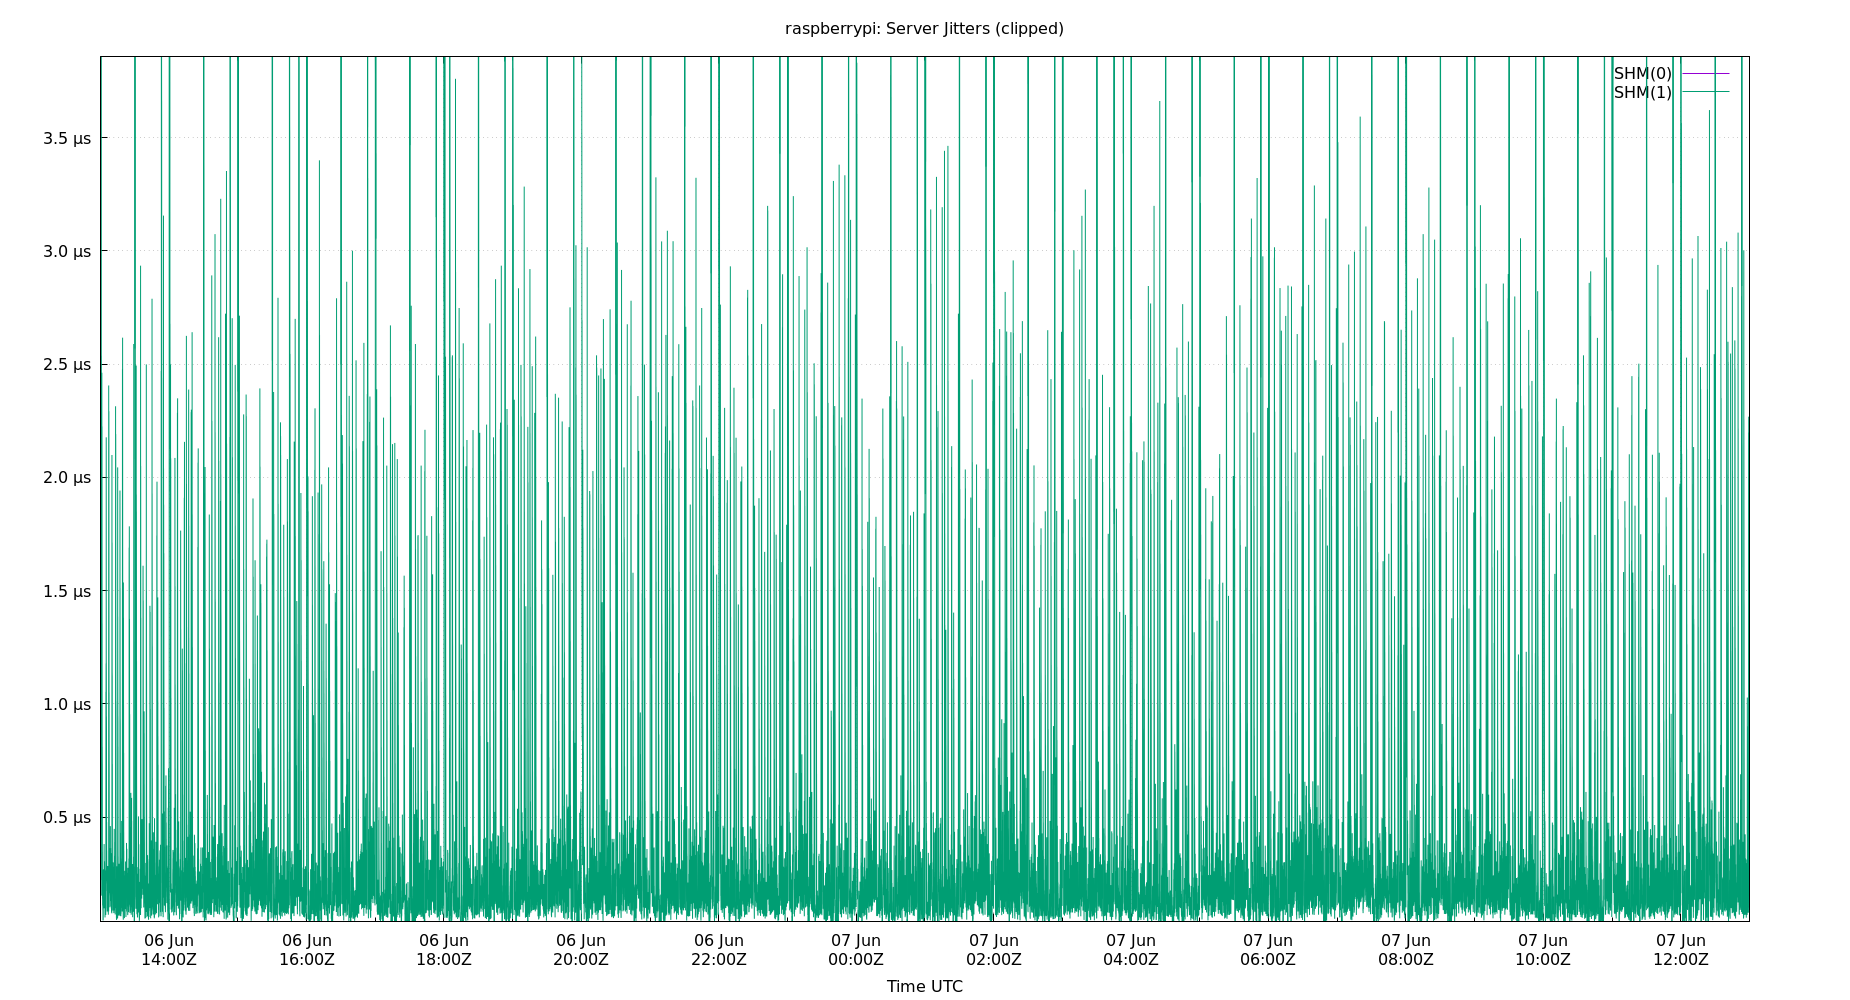 raspberrypi: Server Jitters (clipped)
SHM(0)
SHM(1)
3.5 µs
3.0 µs
2.5 µs
2.0 µs
1.5 µs
1.0 µs
0.5 µs
06 Jun 06 Jun 06 Jun 06 Jun 06 Jun 07 Jun 07 Jun 07 Jun 07 Jun 07 Jun 07 Jun 07 Jun
14:00Z 16:00Z 18:00Z 20:00Z 22:00Z 00:00Z 02:00Z 04:00Z 06:00Z 08:00Z 10:00Z 12:00Z
Time UTC